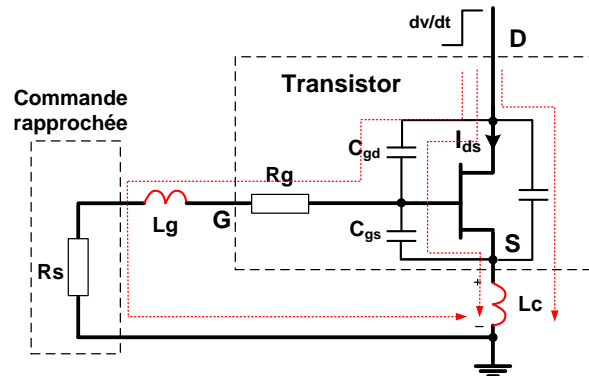 dv/dt
D
Transistor
Commande
rapprochée
Cgd
Ids
Rg
Lg
G
Cgs
S
Rs
+
Lc
−